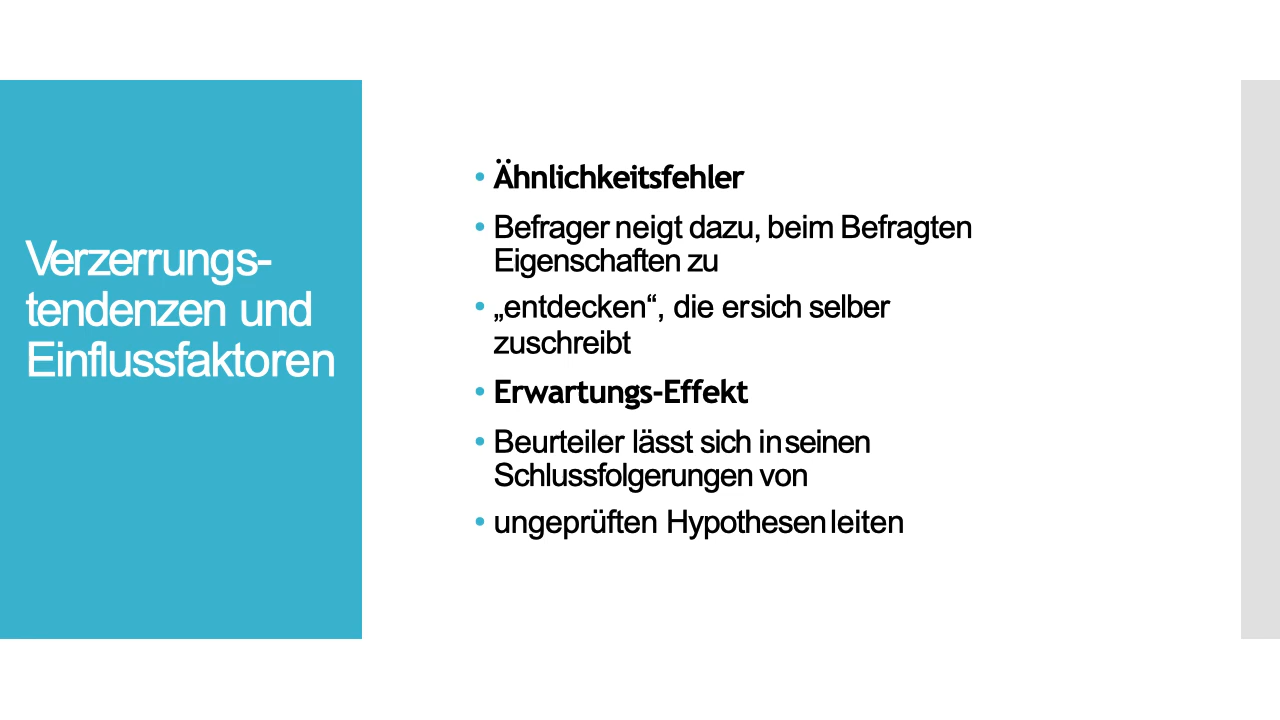 Verzerrungs-
tendenzen und
Einflussfaktoren
• Ähnlichkeitsfehler
• Befrager neigt dazu, beim Befragten
Eigenschaften zu
• „entdecken“, die ersich selber
zuschreibt
• Erwartungs-Effekt
• Beurteiler lässt sich inseinen
Schlussfolgerungen von
• ungeprüften Hypothesenleiten